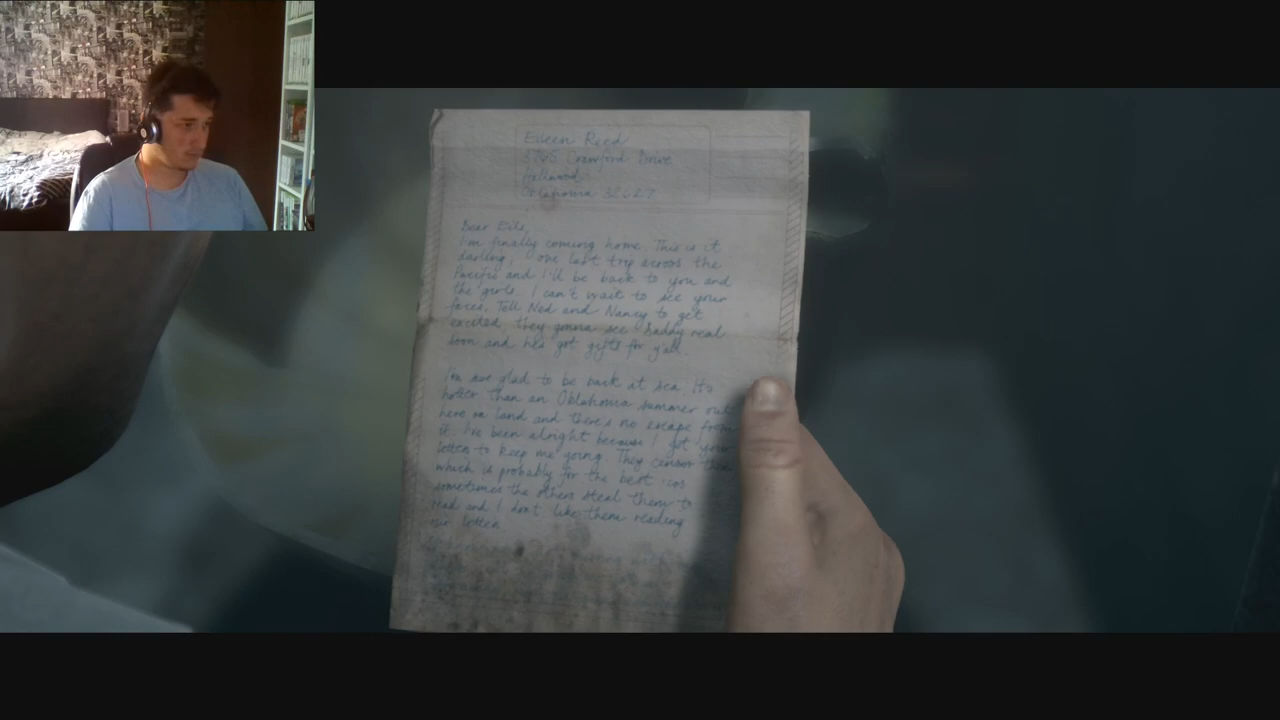 Eileen Reed
Crawford Drive
Oklahoma
Dear Eile,
I'm finally coming home. This is it
darling, one last trip across the
Pacific and I'll be back to you and
the girls. I can't wait to see your
faces. Tell Ned and Nancy to get
excited, they gonna see Daddy real
soon and he's got gifts for y'all.
I'm glad to be back at sea. It's
hotter than an Oklahoma summer out
here on land and there's no escape from
it. I've been alright because I got your
letters to keep me going. They censor them
which is probably for the best 'cos
sometimes the others steal them to
read and I don't like them reading
our letters